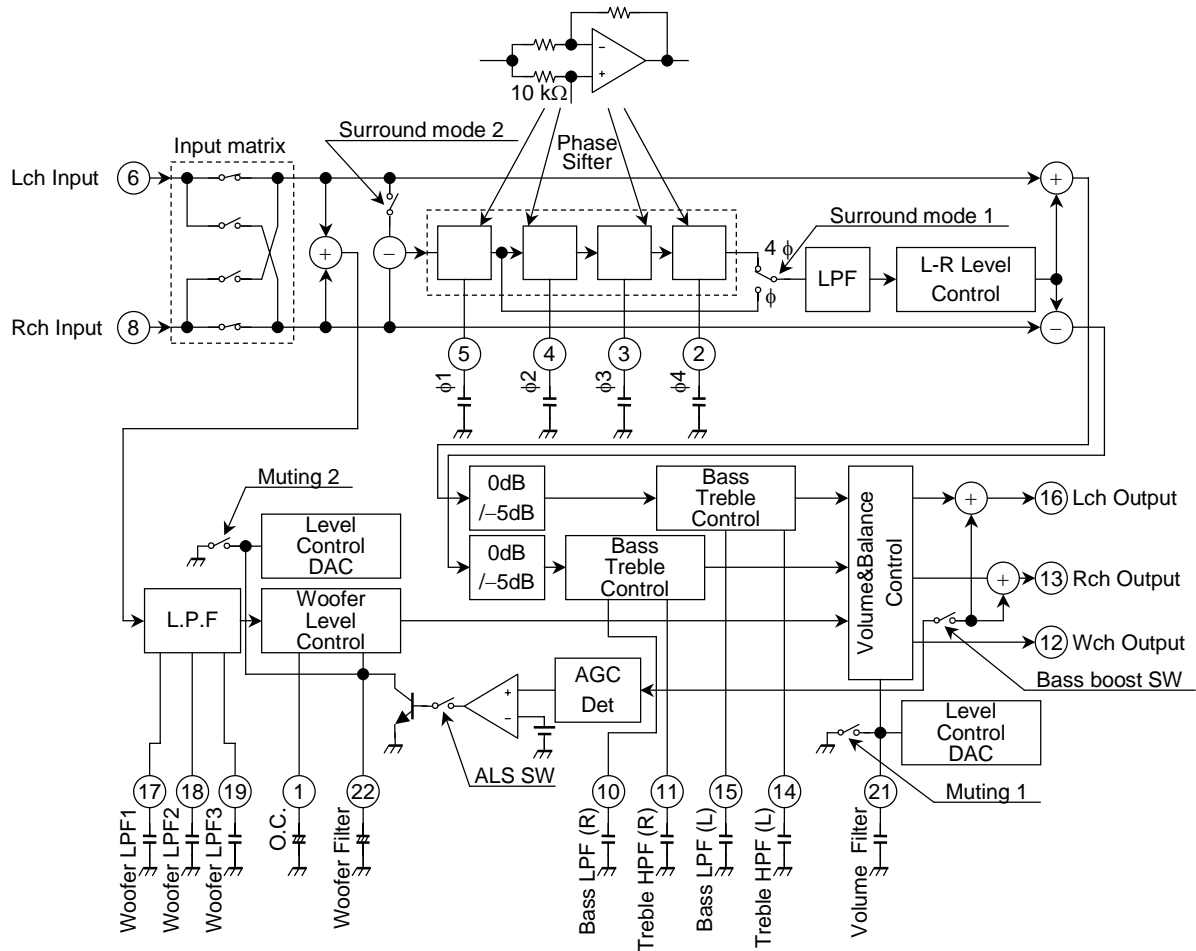 −
+
10 kΩ
Surround mode 2
Phase
Sifter
Input matrix
Lch Input
6
+
Surround mode 1
4 ϕ
ϕ
+
−
LPF
L-R Level
Control
Rch Input
8
−
5
4
3
2
ϕ1
ϕ2
ϕ3
ϕ4
Muting 2
Level
Control
DAC
0dB
/−5dB
Bass
Treble
Control
0dB
/−5dB
Bass
Treble
Control
Volume&Balance
Control
+
16
Lch Output
+
13
Rch Output
12
Wch Output
Bass boost SW
L.P.F
Woofer
Level
Control
AGC
Det
+
−
ALS SW
Level
Control
DAC
Muting 1
17
18
19
1
22
10
11
15
14
21
Woofer LPF1
Woofer LPF2
Woofer LPF3
O.C.
Woofer Filter
Bass LPF (R)
Treble HPF (R)
Bass LPF (L)
Treble HPF (L)
Volume Filter